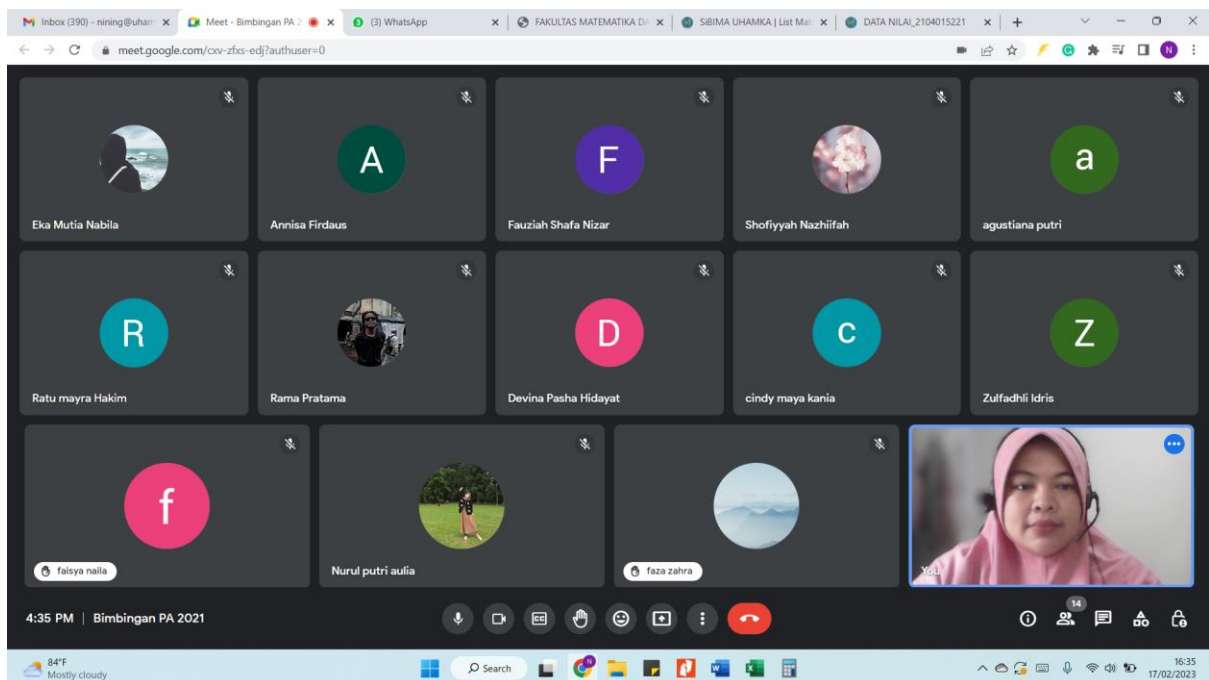 Inbox (390) - nining@uham
Meet - Bimbingan PA 2
(3) WhatsApp
FAKULTAS MATEMATIKA DA
SiBIMA UHAMKA | List Mah
DATA NILAI_2104015221
meet.google.com/cxv-zfxs-edj?authuser=0
N
A
F
a
Eka Mutia Nabila
Annisa Firdaus
Fauziah Shafa Nizar
Shofiyyah Nazhiifah
agustiana putri
R
D
c
Z
Ratu mayra Hakim
Rama Pratama
Devina Pasha Hidayat
cindy maya kania
Zulfadhli Idris
f
faisya naila
Nurul putri aulia
faza zahra
You
4:35 PM | Bimbingan PA 2021
14
84°F
Mostly cloudy
Search
16:35
17/02/2023